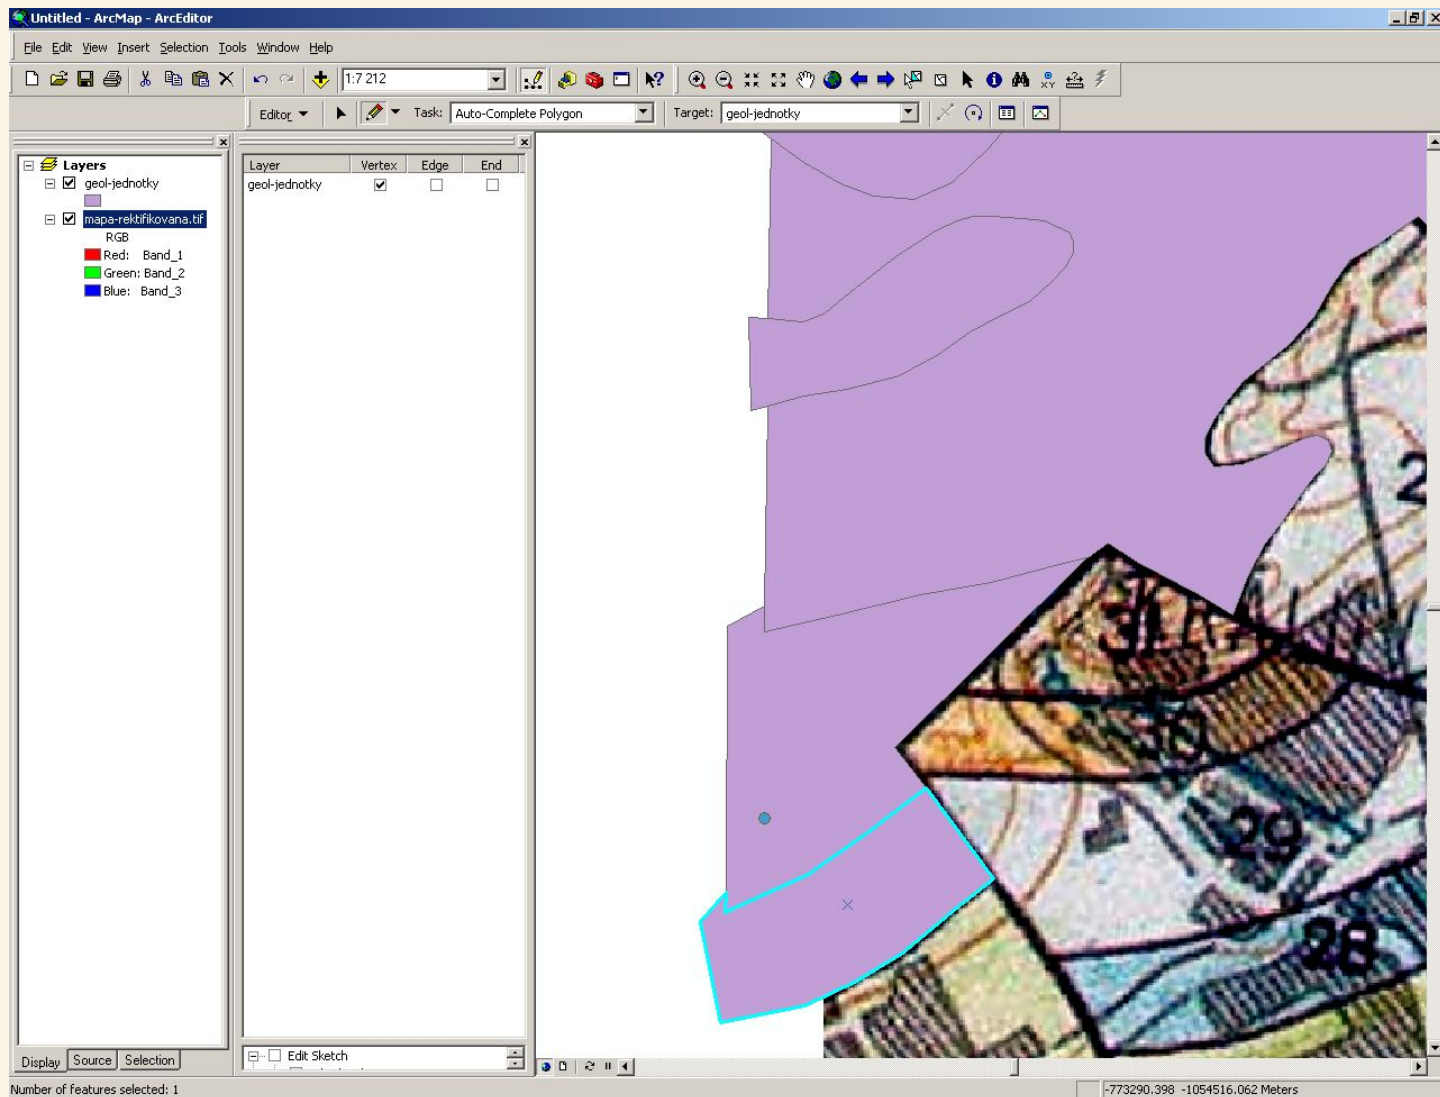 Untitled - ArcMap - ArcEditor
File Edit View Insert Selection Tools Window Help
1:7 212
Editor Task: Auto-Complete Polygon Target: geol-jednotky
Layers
geol-jednotky
mapa-rektifikovana.tif
RGB
Red: Band_1
Green: Band_2
Blue: Band_3
Layer Vertex Edge End
geol-jednotky
2
31
29
28
Edit Sketch
Display Source Selection
Number of features selected: 1
-773290.398 -1054516.062 Meters